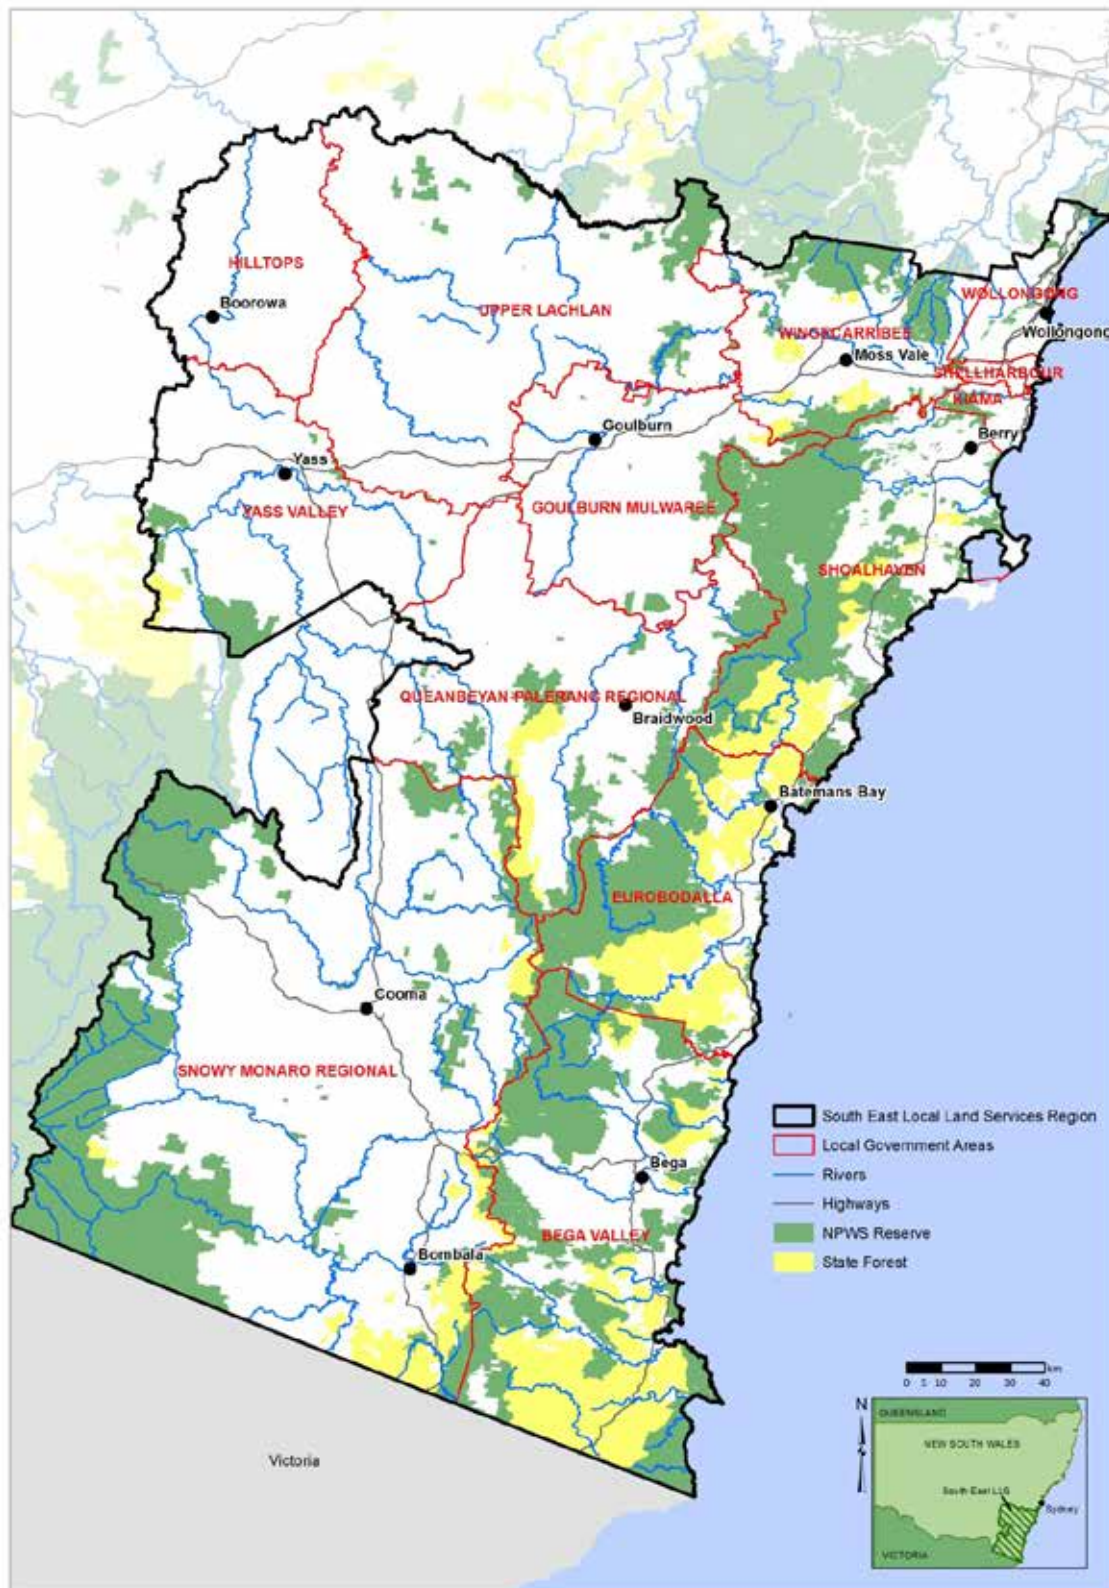 HILLTOPS
Boorowa
UPPER LACHLAN
WOLLONGONG
Wollongong
WINGECARRIBEE
Moss Vale
SHELLHARBOUR
KIAMA
Goulburn
Berry
Yass
YASS VALLEY
GOULBURN MULWAREE
SHOALHAVEN
QUEANBEYAN-PALERANG REGIONAL
Braidwood
Batemans Bay
EUROBODALLA
Cooma
SNOWY MONARO REGIONAL
Bega
BEGA VALLEY
Bombala
Victoria
South East Local Land Services Region
Local Government Areas
Rivers
Highways
NPWS Reserve
State Forest
km
0 5 10 20 30 40
N
QUEENSLAND
NEW SOUTH WALES
South East LLS
Sydney
VICTORIA